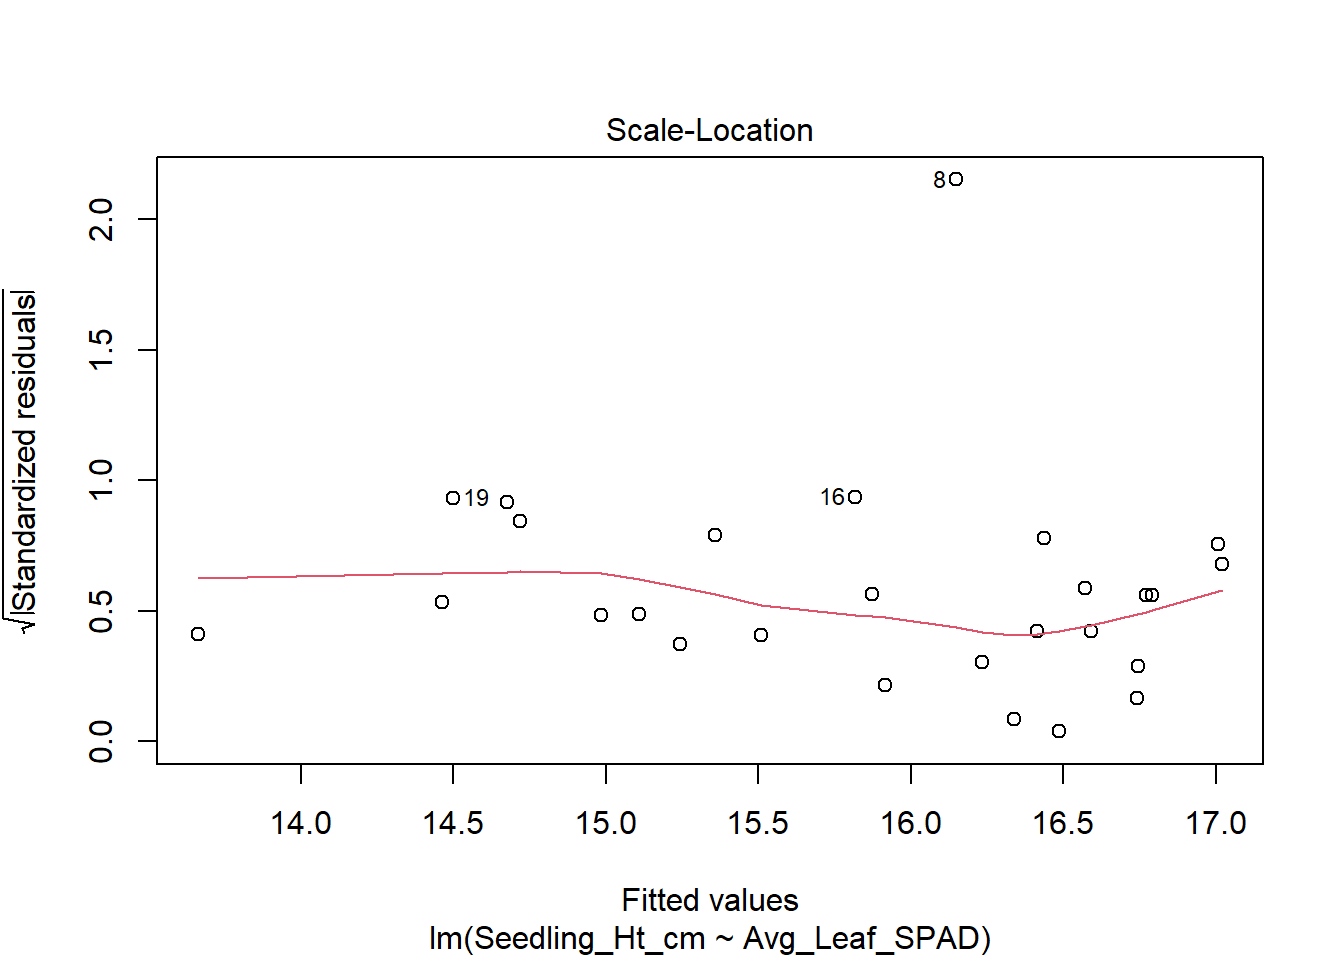 Scale-Location
√|Standardized residuals|
2.0
1.5
1.0
0.5
0.0
8
19
16
14.0 14.5 15.0 15.5 16.0 16.5 17.0
Fitted values
lm(Seedling_Ht_cm ~ Avg_Leaf_SPAD)